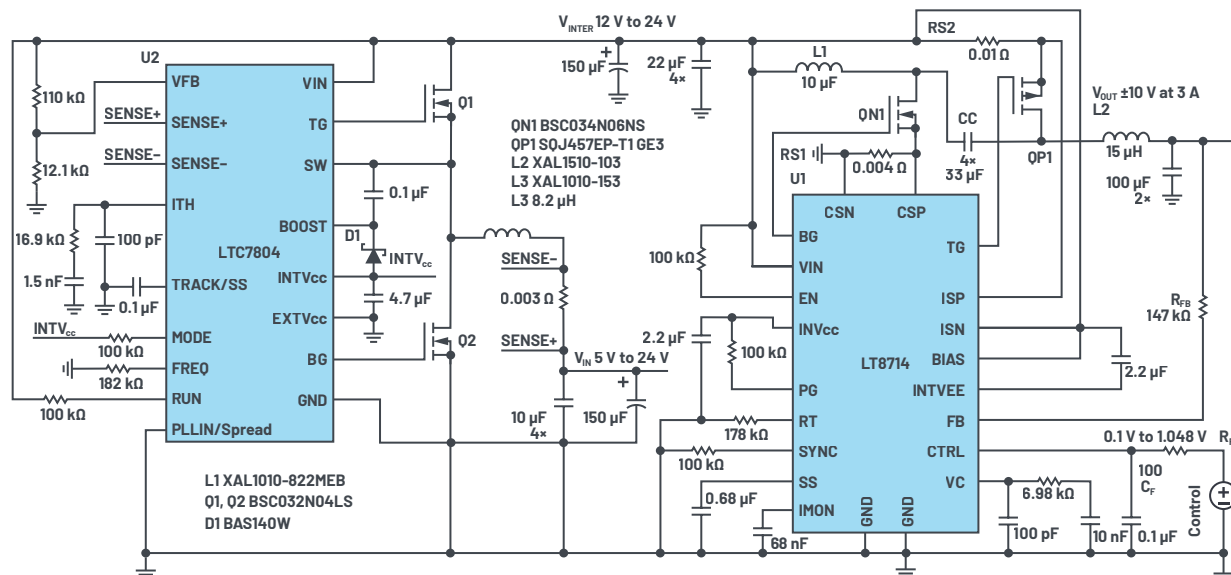 V_INTER 12 V to 24 V
RS2
U2
L1
0.01 Ω
150 µF
22 µF
4×
10 µF
VFB
VIN
110 kΩ
Q1
V_OUT ±10 V at 3 A
L2
SENSE+
SENSE+
TG
QN1
CC
QN1 BSC034N06NS
QP1 SQJ457EP-T1 GE3
L2 XAL1510-103
L3 XAL1010-153
L3 8.2 µH
SENSE−
SENSE−
SW
RS1
0.004 Ω
4×
33 µF
QP1
15 µH
12.1 kΩ
0.1 µF
U1
100 µF
2×
ITH
CSN
CSP
16.9 kΩ
100 pF
BOOST
BG
TG
LTC7804
D1
INTVcc
SENSE−
100 kΩ
VIN
1.5 nF
0.1 µF
TRACK/SS
INTVcc
0.003 Ω
EN
ISP
R_FB
147 kΩ
4.7 µF
EXTVcc
INTVcc
MODE
100 kΩ
SENSE+
2.2 µF
INVcc
ISN
Q2
100 kΩ
LT8714
BIAS
BG
V_IN 5 V to 24 V
2.2 µF
FREQ
182 kΩ
PG
INTVEE
RUN
100 kΩ
GND
10 µF
4×
150 µF
RT
178 kΩ
FB
PLLIN/Spread
SYNC
100 kΩ
CTRL
0.1 V to 1.048 V
100
C_F
L1 XAL1010-822MEB
Q1, Q2 BSC032N04LS
D1 BAS140W
SS
0.68 µF
VC
6.98 kΩ
Control
IMON
68 nF
GND
GND
100 pF
10 nF
0.1 µF